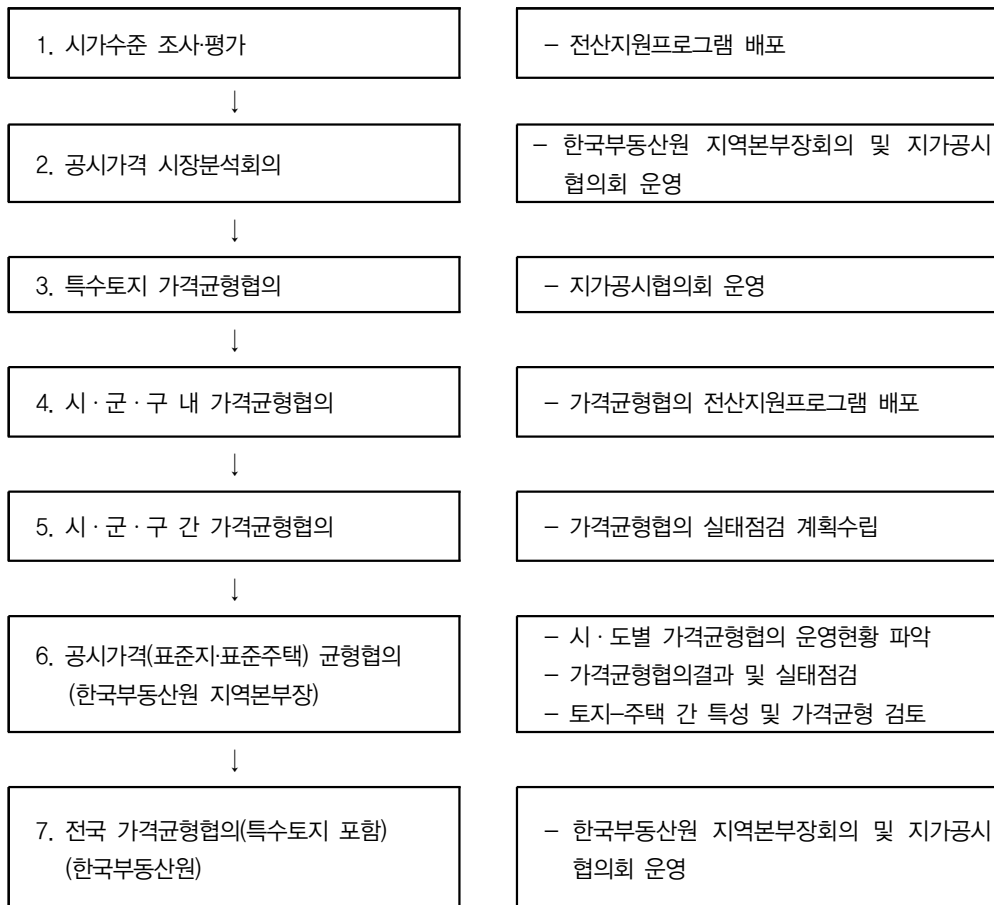 1. 시가수준 조사·평가
– 전산지원프로그램 배포
↓
2. 공시가격 시장분석회의
– 한국부동산원 지역본부장회의 및 지가공시
협의회 운영
↓
3. 특수토지 가격균형협의
– 지가공시협의회 운영
↓
4. 시·군·구 내 가격균형협의
– 가격균형협의 전산지원프로그램 배포
↓
5. 시·군·구 간 가격균형협의
– 가격균형협의 실태점검 계획수립
↓
6. 공시가격(표준지·표준주택) 균형협의
(한국부동산원 지역본부장)
– 시·도별 가격균형협의 운영현황 파악
– 가격균형협의결과 및 실태점검
– 토지–주택 간 특성 및 가격균형 검토
↓
7. 전국 가격균형협의(특수토지 포함)
(한국부동산원)
– 한국부동산원 지역본부장회의 및 지가공시
협의회 운영